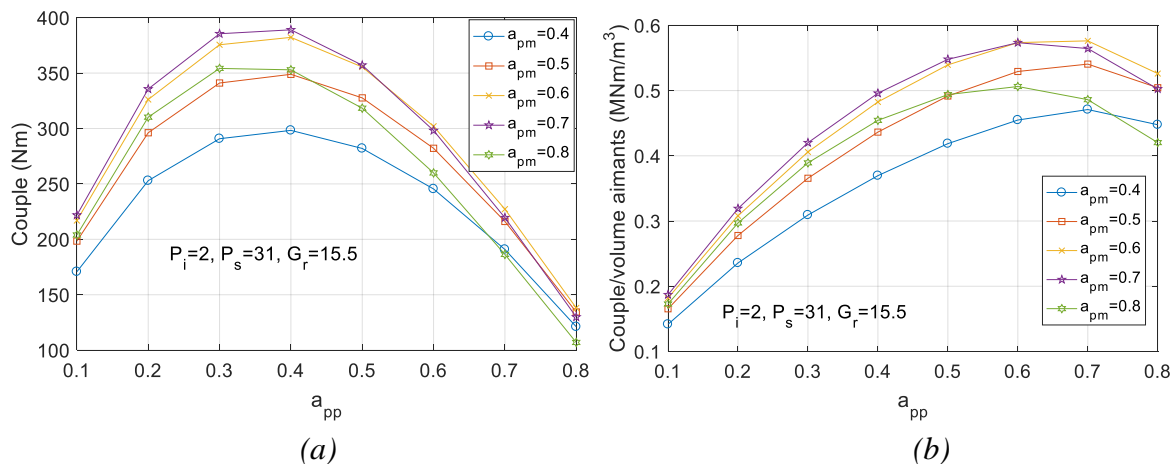 400
350
300
250
200
150
100
Couple (Nm)
0.1 0.2 0.3 0.4 0.5 0.6 0.7 0.8
a_pp
P_i=2, P_s=31, G_r=15.5
a_pm=0.4
a_pm=0.5
a_pm=0.6
a_pm=0.7
a_pm=0.8
(a)
0.6
0.5
0.4
0.3
0.2
0.1
Couple/volume aimants (MNm/m³)
0.1 0.2 0.3 0.4 0.5 0.6 0.7 0.8
a_pp
P_i=2, P_s=31, G_r=15.5
a_pm=0.4
a_pm=0.5
a_pm=0.6
a_pm=0.7
a_pm=0.8
(b)